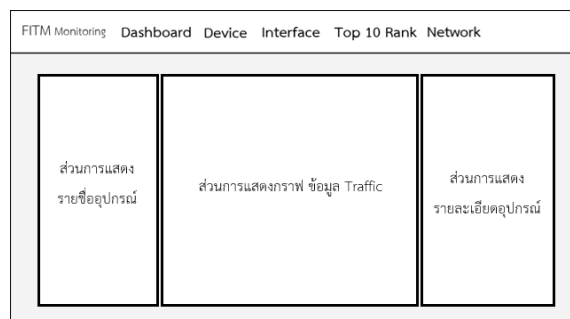 FITM Monitoring Dashboard Device Interface Top 10 Rank Network
ส่วนการแสดง
รายชื่ออุปกรณ์
ส่วนการแสดงกราฟ ข้อมูล Traffic
ส่วนการแสดง
รายละเอียดอุปกรณ์